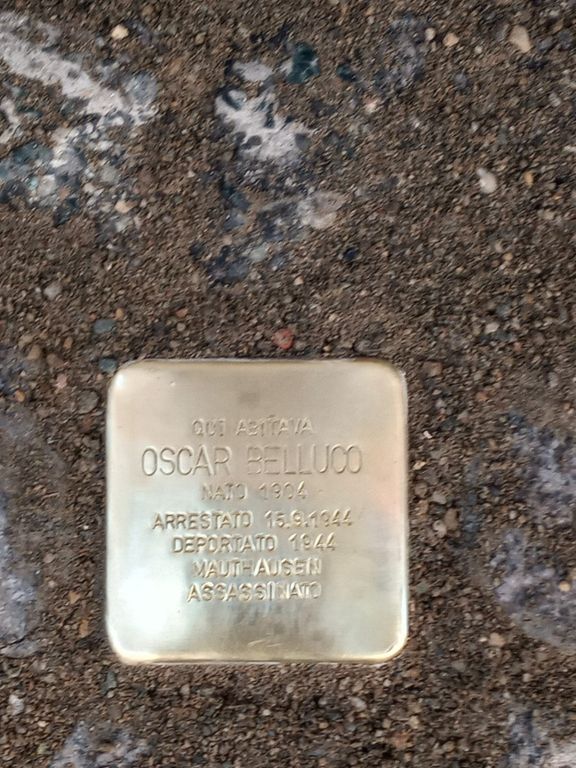 QUI ABITAVA
OSCAR BELLUCO
NATO 1904
ARRESTATO 15.9.1944
DEPORTATO 1944
MAUTHAUSEN
ASSASSINATO